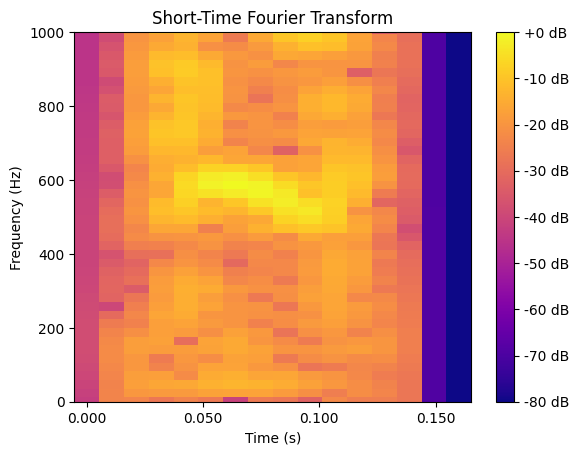 Short-Time Fourier Transform
1000
800
600
400
200
0
Frequency (Hz)
0.000
0.050
0.100
0.150
Time (s)
+0 dB
-10 dB
-20 dB
-30 dB
-40 dB
-50 dB
-60 dB
-70 dB
-80 dB